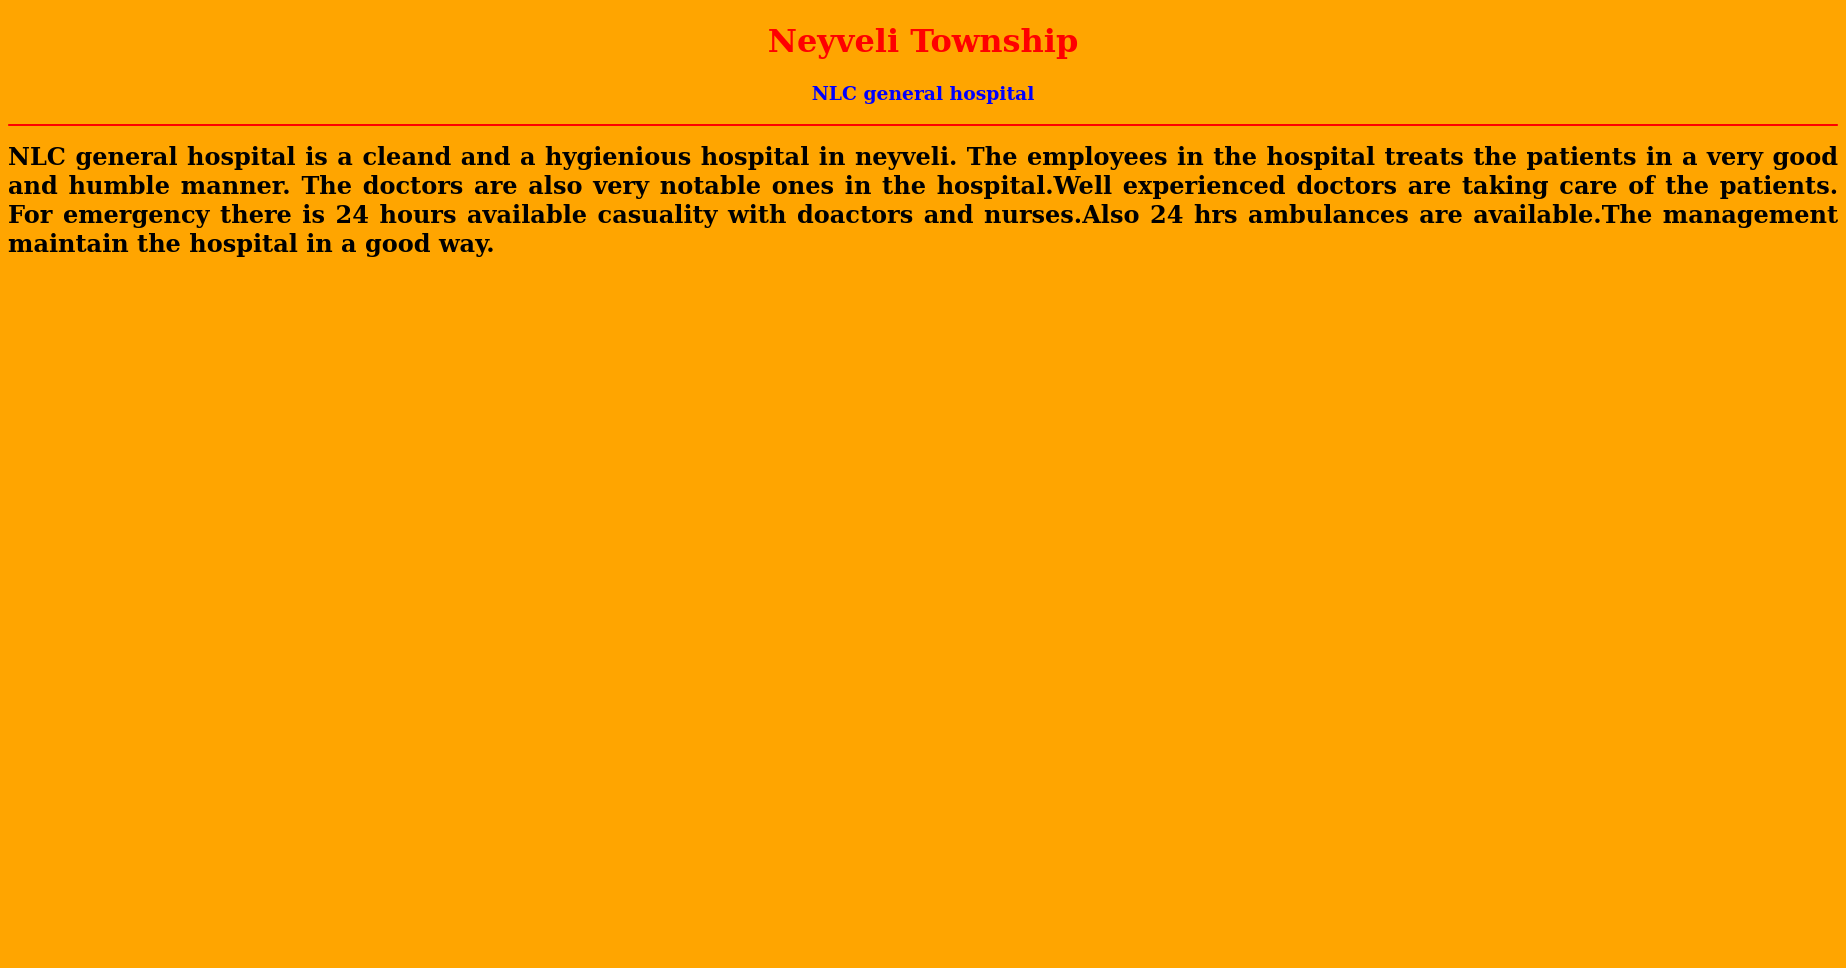 Neyveli Township
NLC general hospital
NLC general hospital is a cleand and a hygienious hospital in neyveli. The employees in the hospital treats the patients in a very good
and humble manner. The doctors are also very notable ones in the hospital.Well experienced doctors are taking care of the patients.
For emergency there is 24 hours available casuality with doactors and nurses.Also 24 hrs ambulances are available.The management
maintain the hospital in a good way.